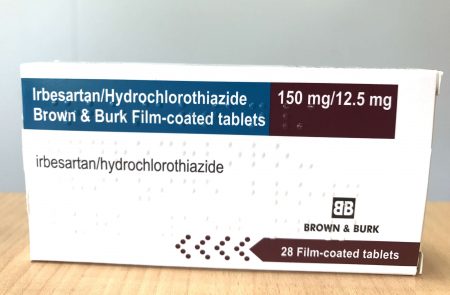 Irbesartan/Hydrochlorothiazide
Brown & Burk Film-coated tablets
150 mg/12.5 mg
irbesartan/hydrochlorothiazide
BB
BROWN & BURK
28 Film-coated tablets